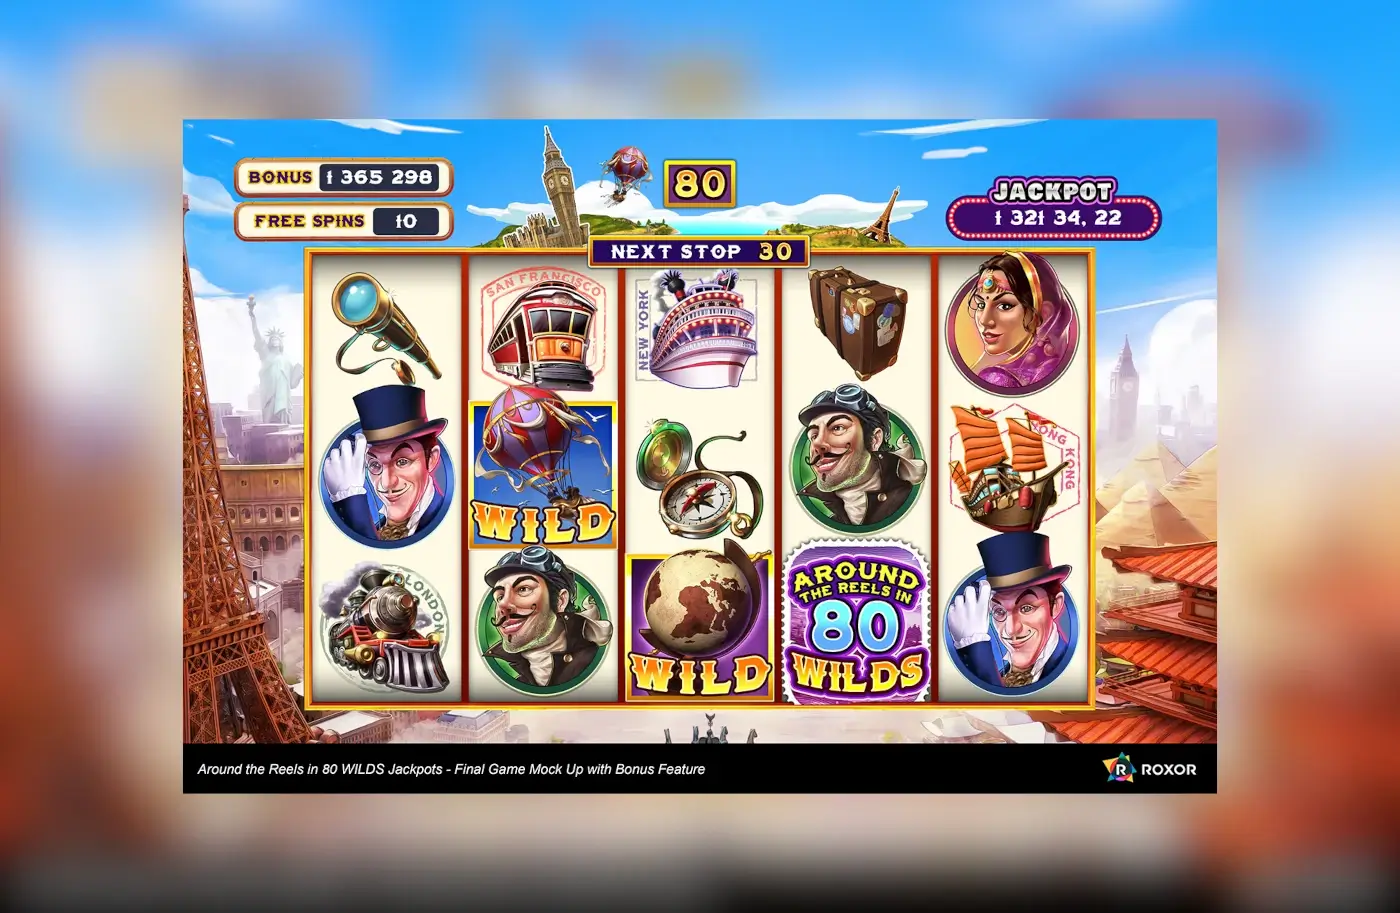 BONUS 1 365 298
FREE SPINS 10
80
JACKPOT
1 321 34, 22
NEXT STOP 30
SAN FRANCISCO
NEW YORK
HONG KONG
WILD
LONDON
WILD
AROUND
THE REELS IN
80
WILDS
Around the Reels in 80 WILDS Jackpots - Final Game Mock Up with Bonus Feature
R ROXOR